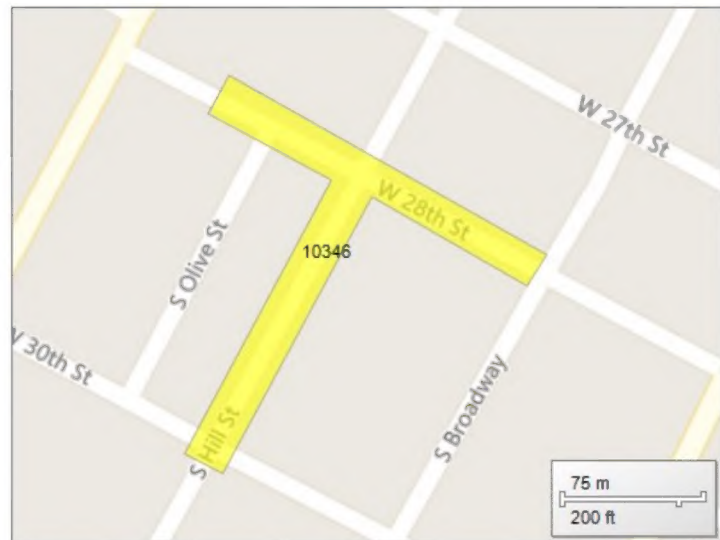 W 27th St
W 28th St
10346
S Olive St
W 30th St
S Broadway
S Hill St
75 m
200 ft